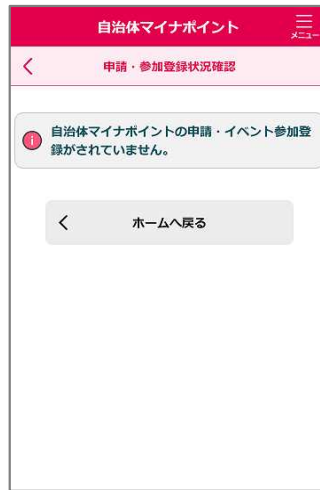 自治体マイナポイント
メニュー
申請・参加登録状況確認
自治体マイナポイントの申請・イベント参加登
録がされていません。
ホームへ戻る